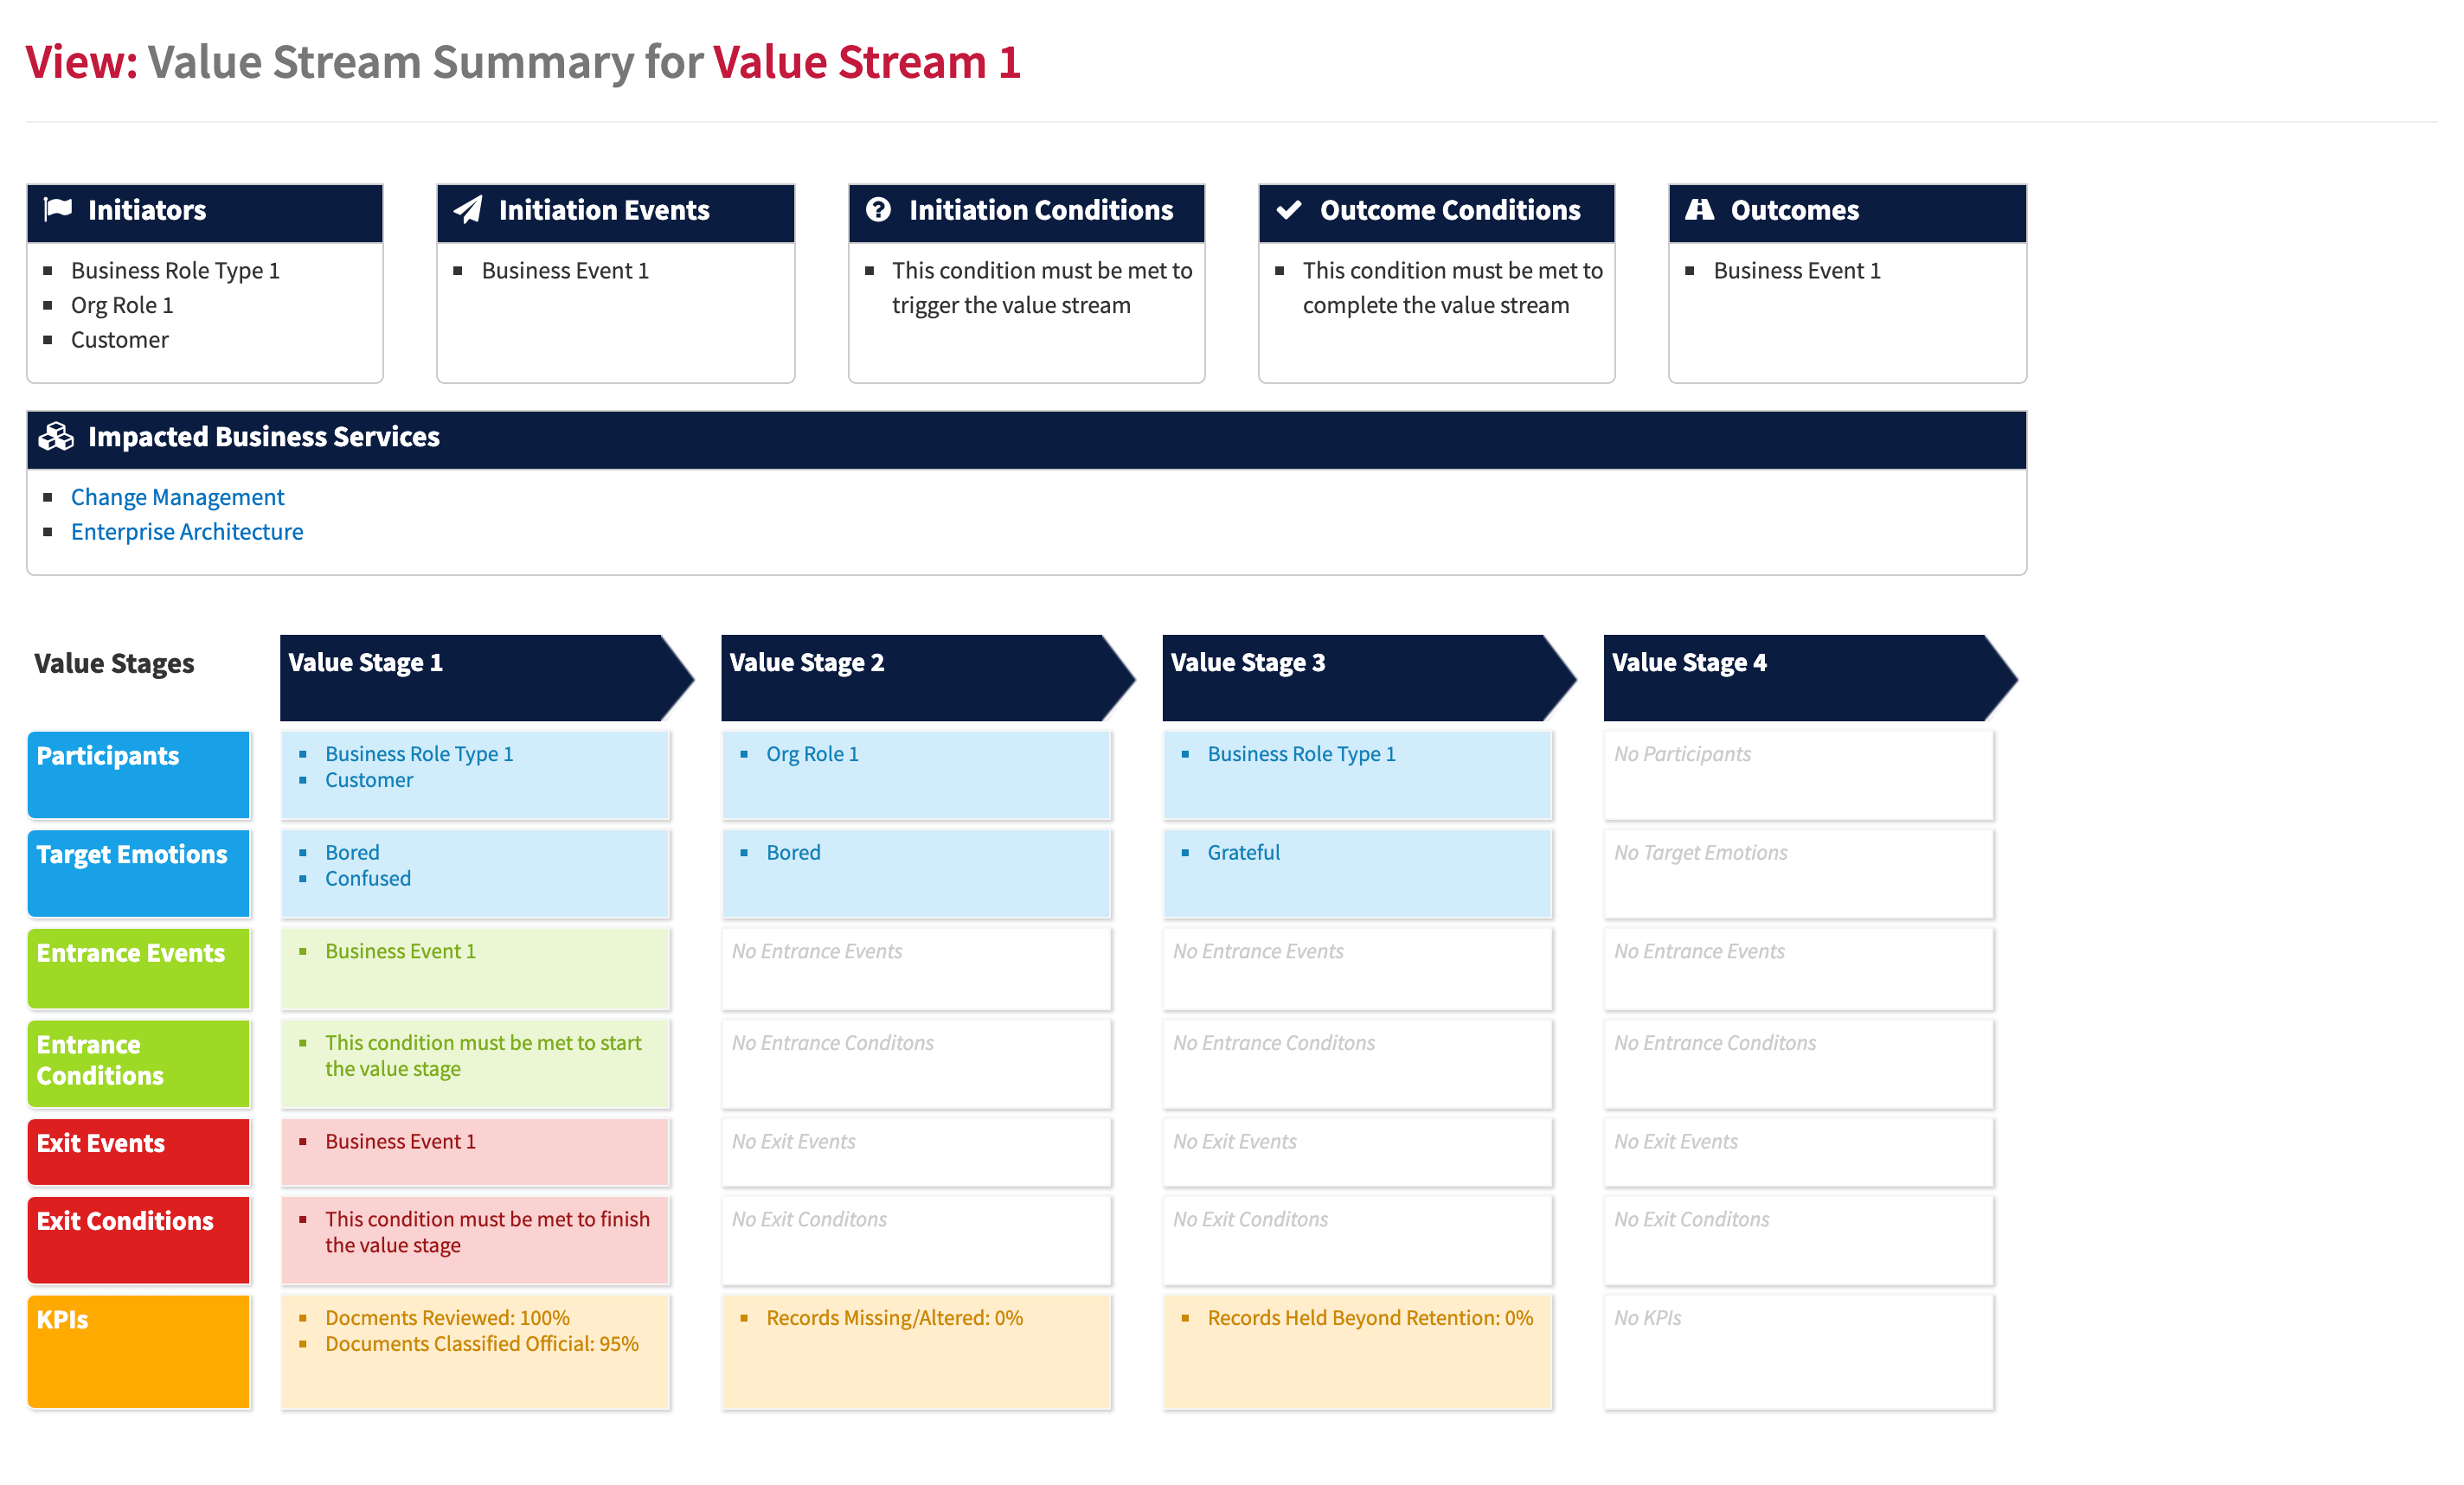 View: Value Stream Summary for Value Stream 1
Initiators
Business Role Type 1
Org Role 1
Customer
Initiation Events
Business Event 1
Initiation Conditions
This condition must be met to
trigger the value stream
Outcome Conditions
This condition must be met to
complete the value stream
Outcomes
Business Event 1
Impacted Business Services
Change Management
Enterprise Architecture
Value Stages
Value Stage 1
Value Stage 2
Value Stage 3
Value Stage 4
Participants
Business Role Type 1
Customer
Org Role 1
Business Role Type 1
No Participants
Target Emotions
Bored
Confused
Bored
Grateful
No Target Emotions
Entrance Events
Business Event 1
No Entrance Events
No Entrance Events
No Entrance Events
Entrance
Conditions
This condition must be met to start
the value stage
No Entrance Conditons
No Entrance Conditons
No Entrance Conditons
Exit Events
Business Event 1
No Exit Events
No Exit Events
No Exit Events
Exit Conditions
This condition must be met to finish
the value stage
No Exit Conditons
No Exit Conditons
No Exit Conditons
KPIs
Docments Reviewed: 100%
Documents Classified Official: 95%
Records Missing/Altered: 0%
Records Held Beyond Retention: 0%
No KPIs